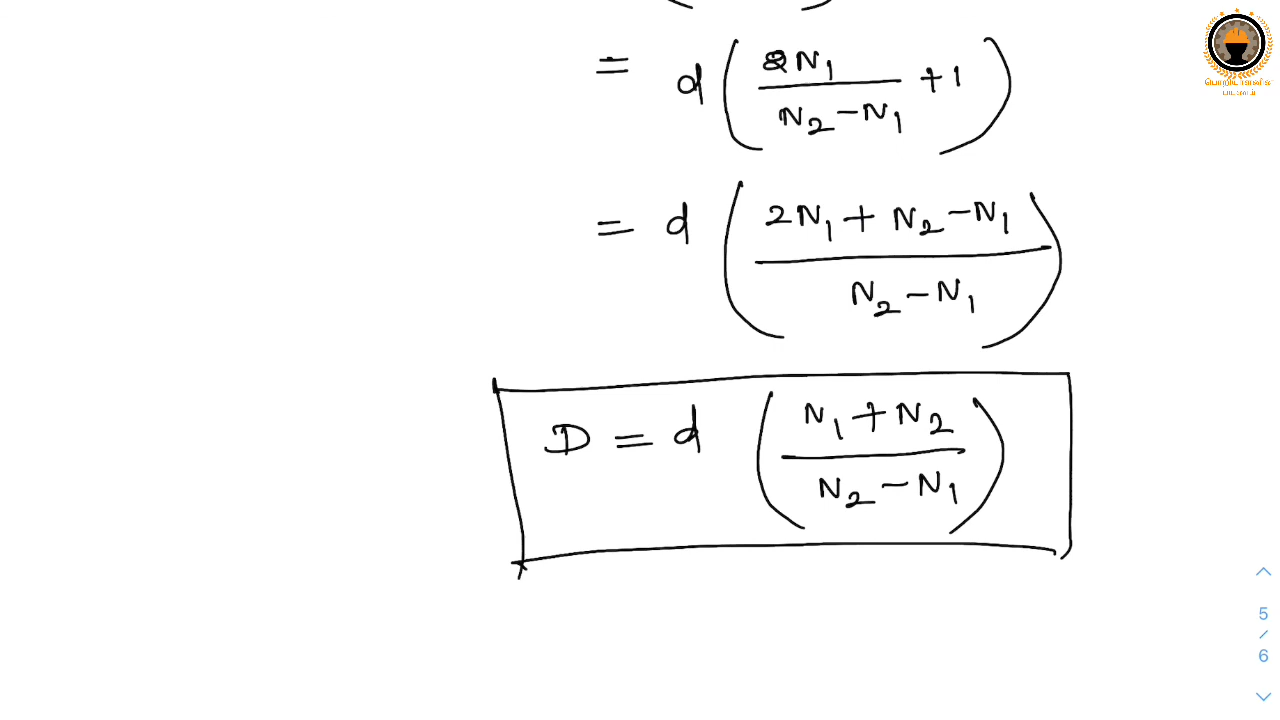 = d ( 2N₁ / N₂ - N₁ + 1 )
= d ( 2N₁ + N₂ - N₁ / N₂ - N₁ )
D = d ( N₁ + N₂ / N₂ - N₁ )
5
/
6